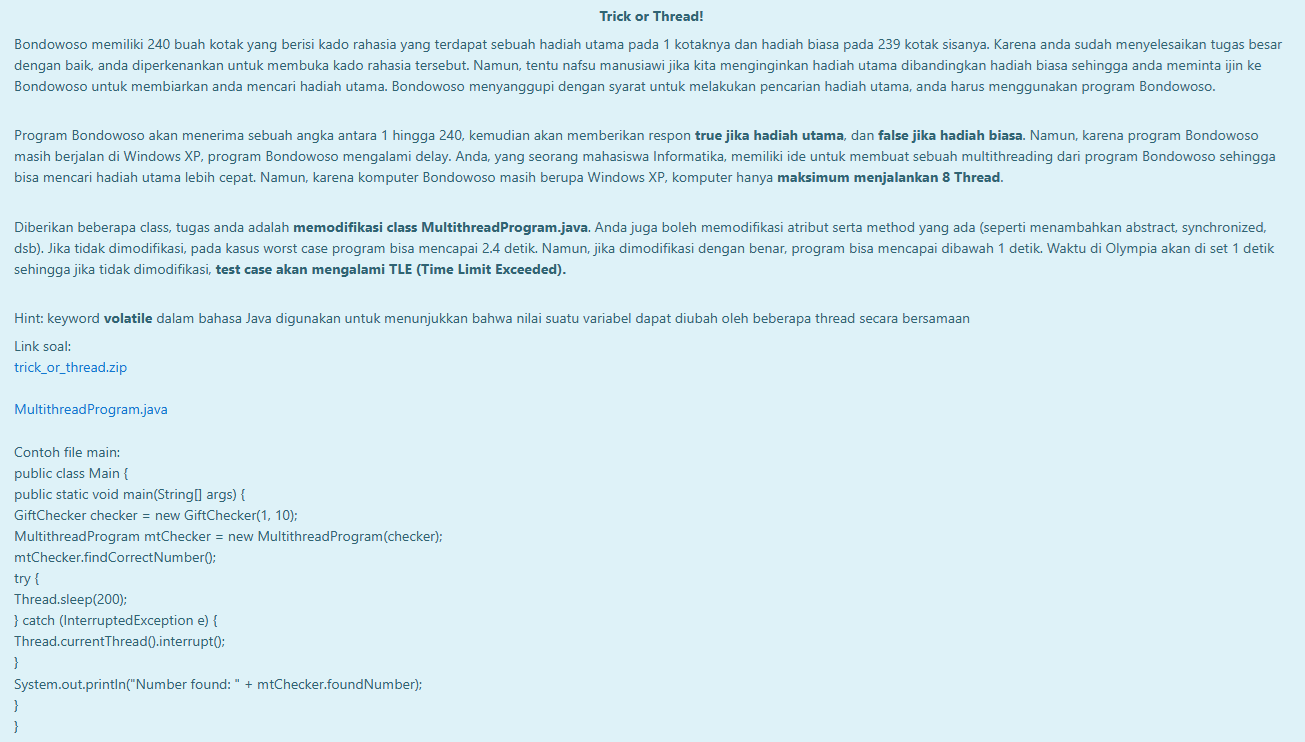 Trick or Thread!
Bondowoso memiliki 240 buah kotak yang berisi kado rahasia yang terdapat sebuah hadiah utama pada 1 kotaknya dan hadiah biasa pada 239 kotak sisanya. Karena anda sudah menyelesaikan tugas besar
dengan baik, anda diperkenankan untuk membuka kado rahasia tersebut. Namun, tentu nafsu manusiawi jika kita menginginkan hadiah utama dibandingkan hadiah biasa sehingga anda meminta ijin ke
Bondowoso untuk membiarkan anda mencari hadiah utama. Bondowoso menyanggupi dengan syarat untuk melakukan pencarian hadiah utama, anda harus menggunakan program Bondowoso.
Program Bondowoso akan menerima sebuah angka antara 1 hingga 240, kemudian akan memberikan respon true jika hadiah utama, dan false jika hadiah biasa. Namun, karena program Bondowoso
masih berjalan di Windows XP, program Bondowoso mengalami delay. Anda, yang seorang mahasiswa Informatika, memiliki ide untuk membuat sebuah multithreading dari program Bondowoso sehingga
bisa mencari hadiah utama lebih cepat. Namun, karena komputer Bondowoso masih berupa Windows XP, komputer hanya maksimum menjalankan 8 Thread.
Diberikan beberapa class, tugas anda adalah memodifikasi class MultithreadProgram.java. Anda juga boleh memodifikasi atribut serta method yang ada (seperti menambahkan abstract, synchronized,
dsb). Jika tidak dimodifikasi, pada kasus worst case program bisa mencapai 2.4 detik. Namun, jika dimodifikasi dengan benar, program bisa mencapai dibawah 1 detik. Waktu di Olympia akan di set 1 detik
sehingga jika tidak dimodifikasi, test case akan mengalami TLE (Time Limit Exceeded).
Hint: keyword volatile dalam bahasa Java digunakan untuk menunjukkan bahwa nilai suatu variabel dapat diubah oleh beberapa thread secara bersamaan
Link soal:
trick_or_thread.zip
MultithreadProgram.java
Contoh file main:
public class Main {
public static void main(String[] args) {
GiftChecker checker = new GiftChecker(1, 10);
MultithreadProgram mtChecker = new MultithreadProgram(checker);
mtChecker.findCorrectNumber();
try {
Thread.sleep(200);
} catch (InterruptedException e) {
Thread.currentThread().interrupt();
}
System.out.println("Number found: " + mtChecker.foundNumber);
}
}